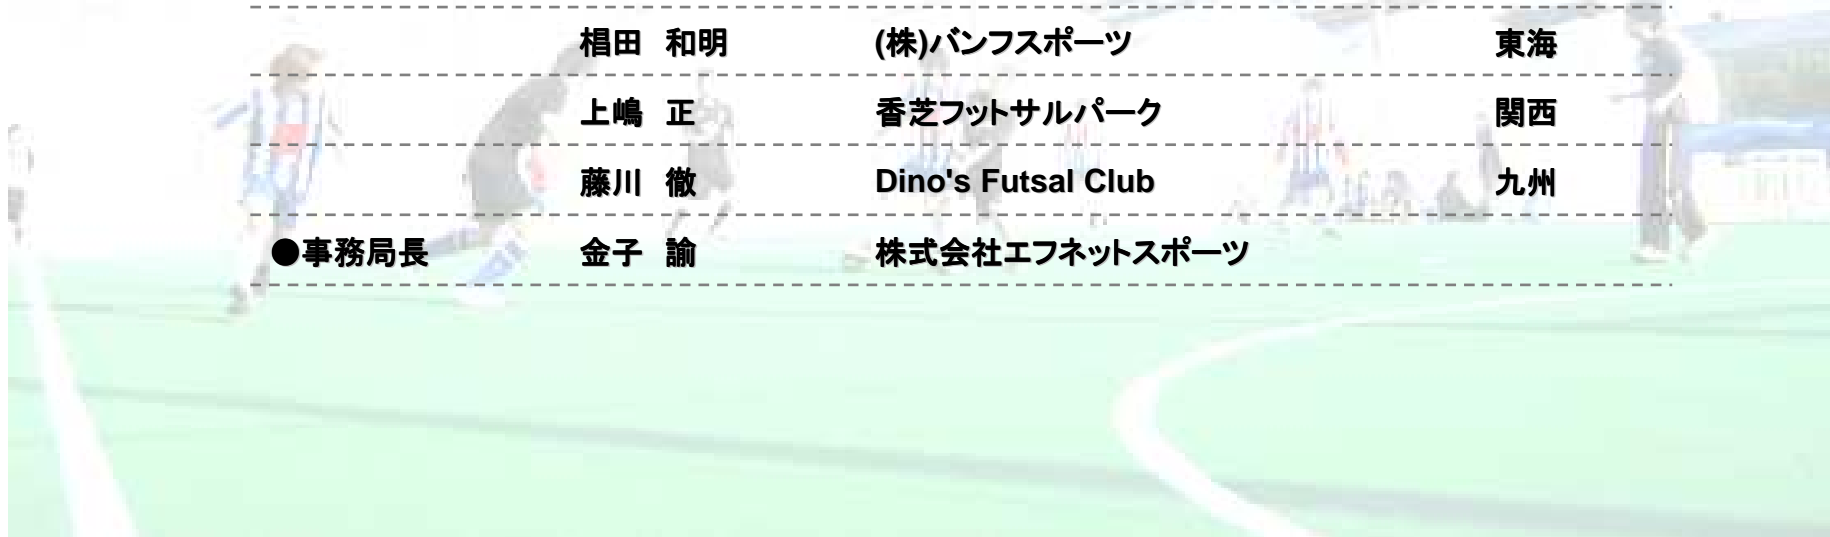 椙田　和明　(株)バンフスポーツ　東海
上嶋　正　香芝フットサルパーク　関西
藤川　徹　Dino's Futsal Club　九州
●事務局長　金子　諭　株式会社エフネットスポーツ